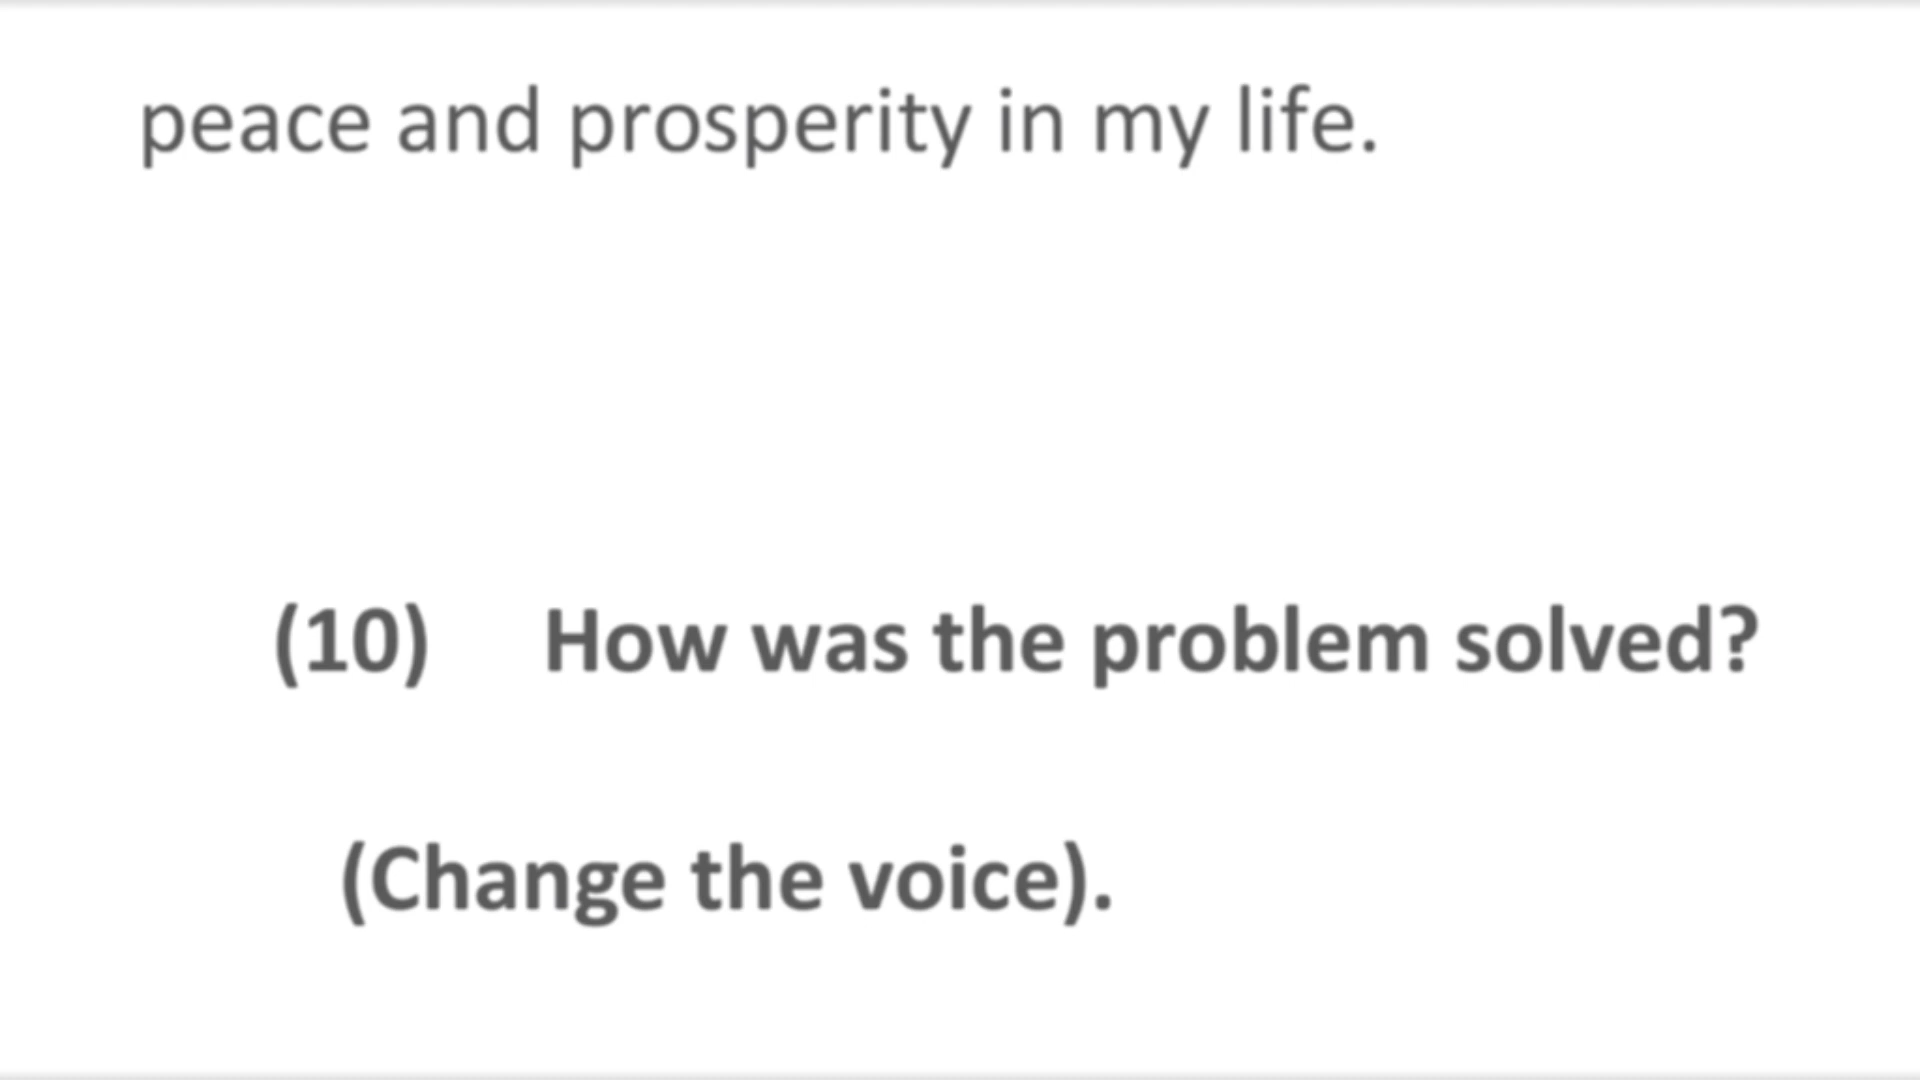 peace and prosperity in my life.
(10) How was the problem solved?
(Change the voice).